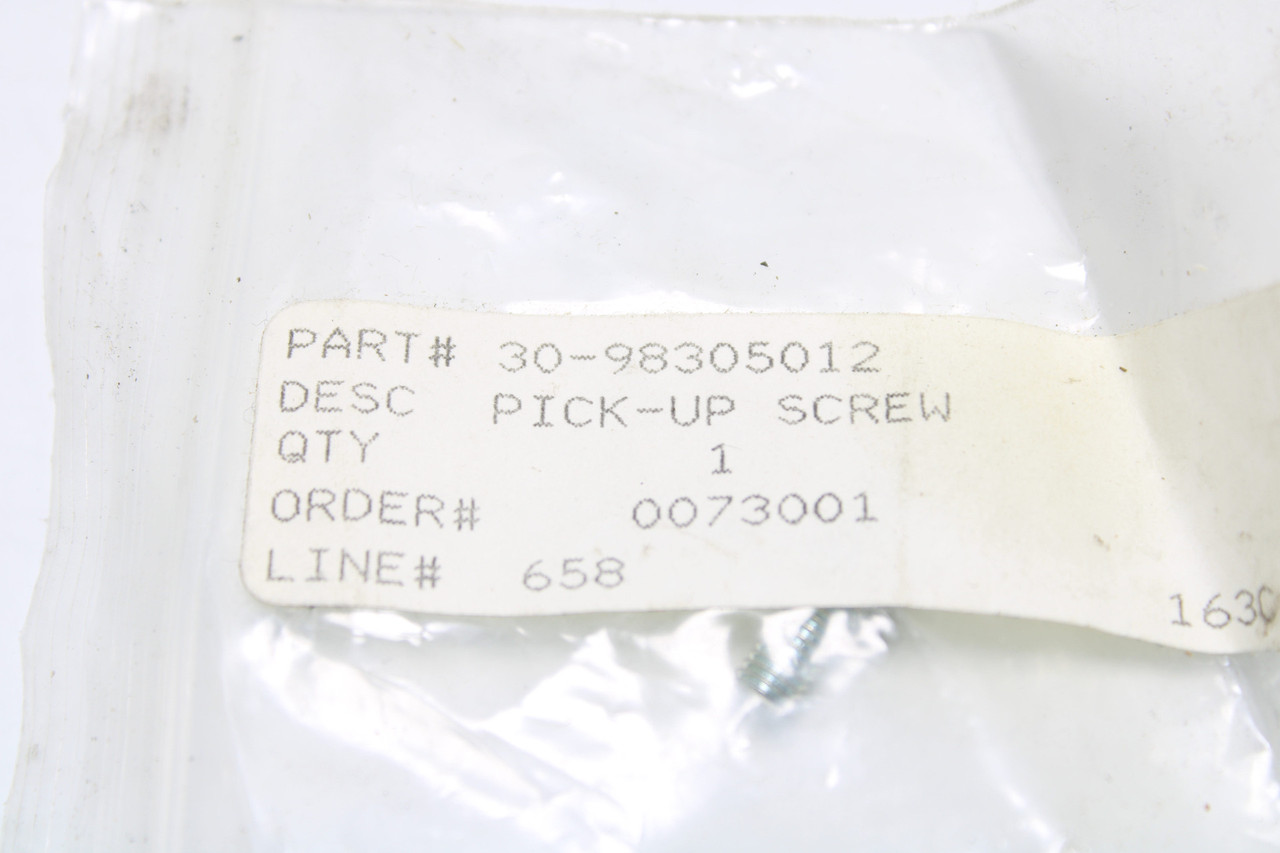 PART# 30-98305012
DESC PICK-UP SCREW
QTY 1
ORDER# 0073001
LINE# 658